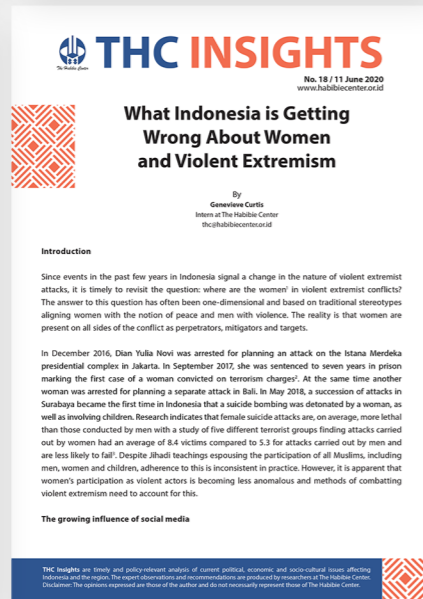 The Habibie Center
THC INSIGHTS
No. 18 / 11 June 2020
www.habibiecenter.or.id
What Indonesia is Getting
Wrong About Women
and Violent Extremism
By
Genevieve Curtis
Intern at The Habibie Center
thc@habibiecenter.or.id
Introduction
Since events in the past few years in Indonesia signal a change in the nature of violent extremist
attacks, it is timely to revisit the question: where are the women¹ in violent extremist conflicts?
The answer to this question has often been one-dimensional and based on traditional stereotypes
aligning women with the notion of peace and men with violence. The reality is that women are
present on all sides of the conflict as perpetrators, mitigators and targets.
In December 2016, Dian Yulia Novi was arrested for planning an attack on the Istana Merdeka
presidential complex in Jakarta. In September 2017, she was sentenced to seven years in prison
marking the first case of a woman convicted on terrorism charges². At the same time another
woman was arrested for planning a separate attack in Bali. In May 2018, a succession of attacks in
Surabaya became the first time in Indonesia that a suicide bombing was detonated by a woman, as
well as involving children. Research indicates that female suicide attacks are, on average, more lethal
than those conducted by men with a study of five different terrorist groups finding attacks carried
out by women had an average of 8.4 victims compared to 5.3 for attacks carried out by men and
are less likely to fail³. Despite Jihadi teachings espousing the participation of all Muslims, including
men, women and children, adherence to this is inconsistent in practice. However, it is apparent that
women's participation as violent actors is becoming less anomalous and methods of combatting
violent extremism need to account for this.
The growing influence of social media
THC Insights are timely and policy-relevant analysis of current political, economic and socio-cultural issues affecting
Indonesia and the region. The expert observations and recommendations are produced by researchers at The Habibie Center.
Disclaimer: The opinions expressed are those of the author and do not necessarily represent those of The Habibie Center.